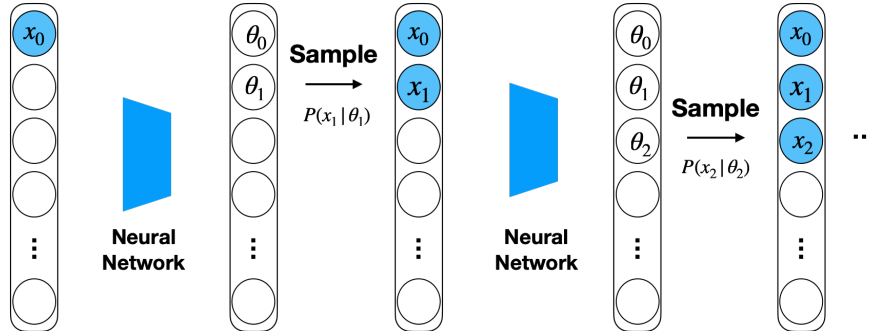 x₀
⋮
Neural
Network
θ₀
θ₁
⋮
Sample
P(x₁|θ₁)
x₀
x₁
⋮
Neural
Network
θ₀
θ₁
θ₂
⋮
Sample
P(x₂|θ₂)
x₀
x₁
x₂
⋮
..